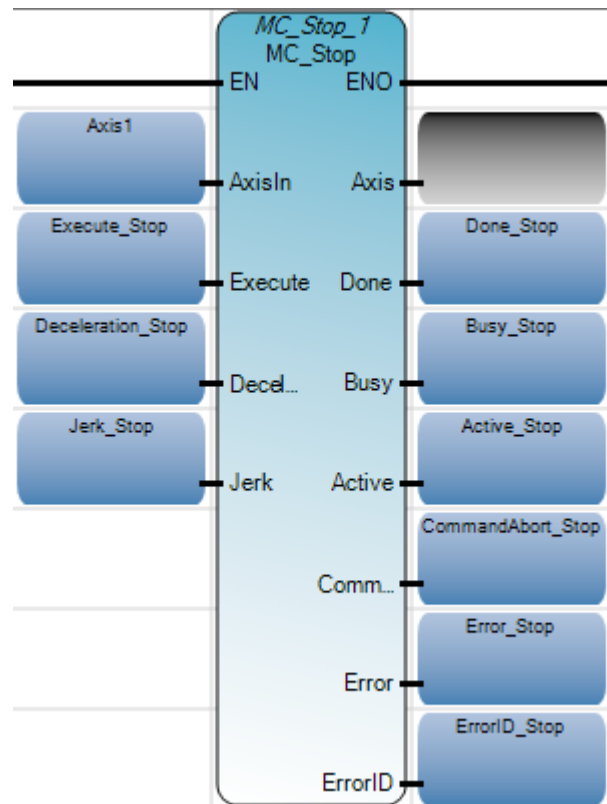 MC_Stop_1
MC_Stop
EN ENO
Axis1
AxisIn Axis
Execute_Stop Done_Stop
Execute Done
Deceleration_Stop Busy_Stop
Decel... Busy
Jerk_Stop Active_Stop
Jerk Active
CommandAbort_Stop
Comm...
Error_Stop
Error
ErrorID_Stop
ErrorID